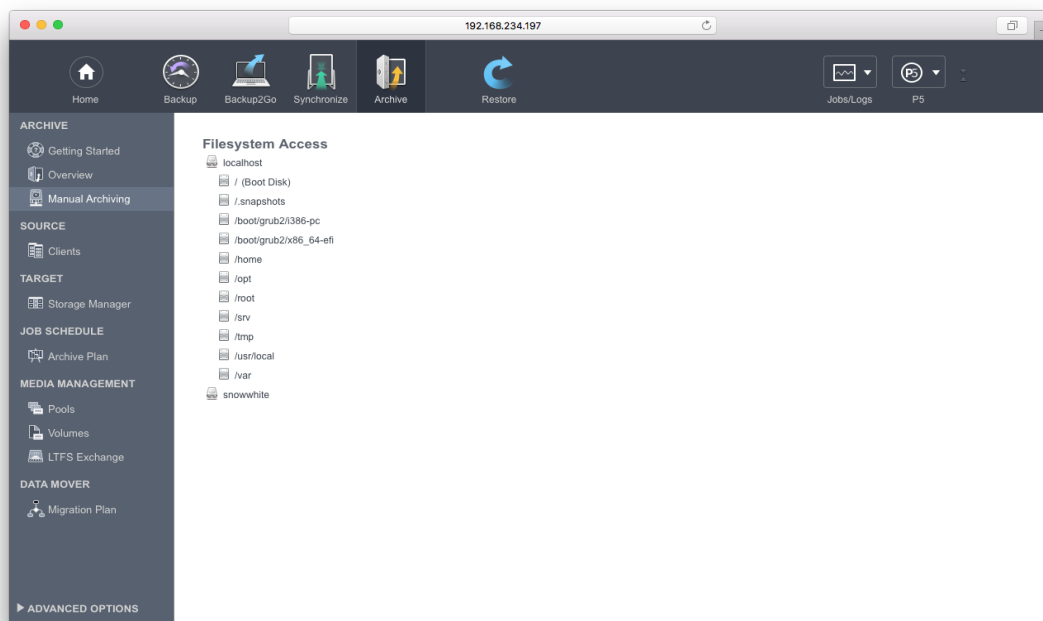 192.168.234.197
Home
Backup
Backup2Go
Synchronize
Archive
Restore
Jobs/Logs
P5
P5
ARCHIVE
Getting Started
Overview
Manual Archiving
SOURCE
Clients
TARGET
Storage Manager
JOB SCHEDULE
Archive Plan
MEDIA MANAGEMENT
Pools
Volumes
LTFS Exchange
DATA MOVER
Migration Plan
ADVANCED OPTIONS
Filesystem Access
localhost
/ (Boot Disk)
/.snapshots
/boot/grub2/i386-pc
/boot/grub2/x86_64-efi
/home
/opt
/root
/srv
/tmp
/usr/local
/var
snowwhite